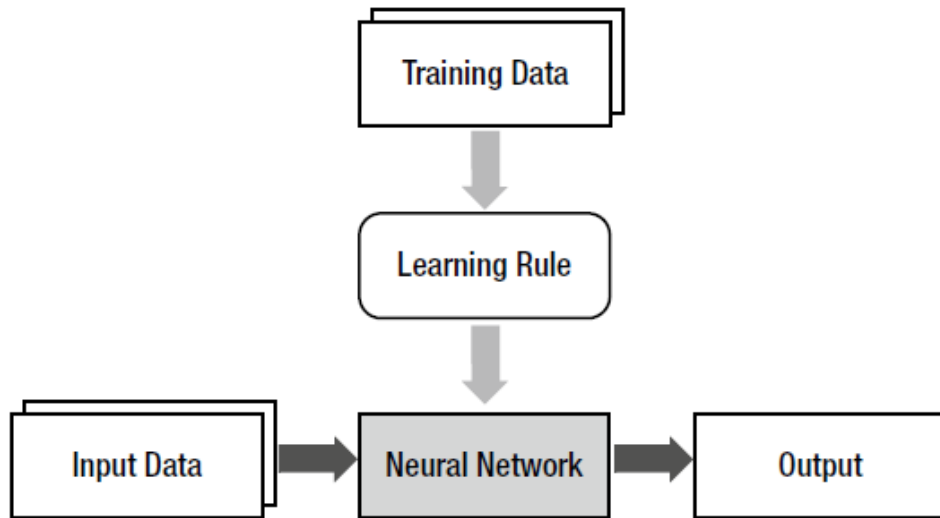 Training Data
Learning Rule
Input Data
Neural Network
Output